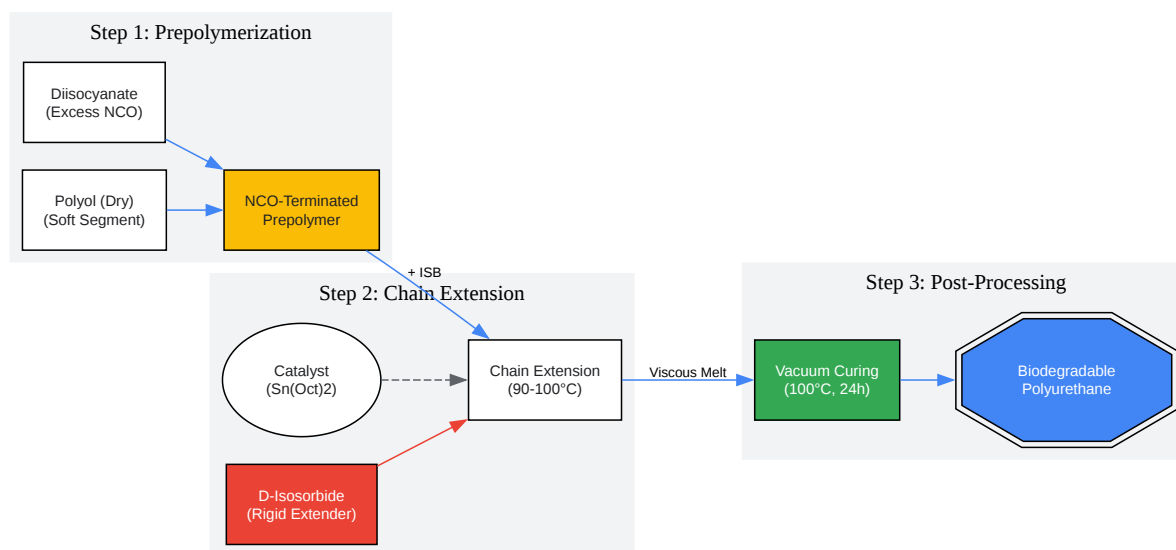 Step 1: Prepolymerization
Diisocyanate
(Excess NCO)
Polyol (Dry)
(Soft Segment)
NCO-Terminated
Prepolymer
+ ISB
Step 2: Chain Extension
Catalyst
(Sn(Oct)2)
Chain Extension
(90-100°C)
D-Isosorbide
(Rigid Extender)
Viscous Melt
Step 3: Post-Processing
Vacuum Curing
(100°C, 24h)
Biodegradable
Polyurethane